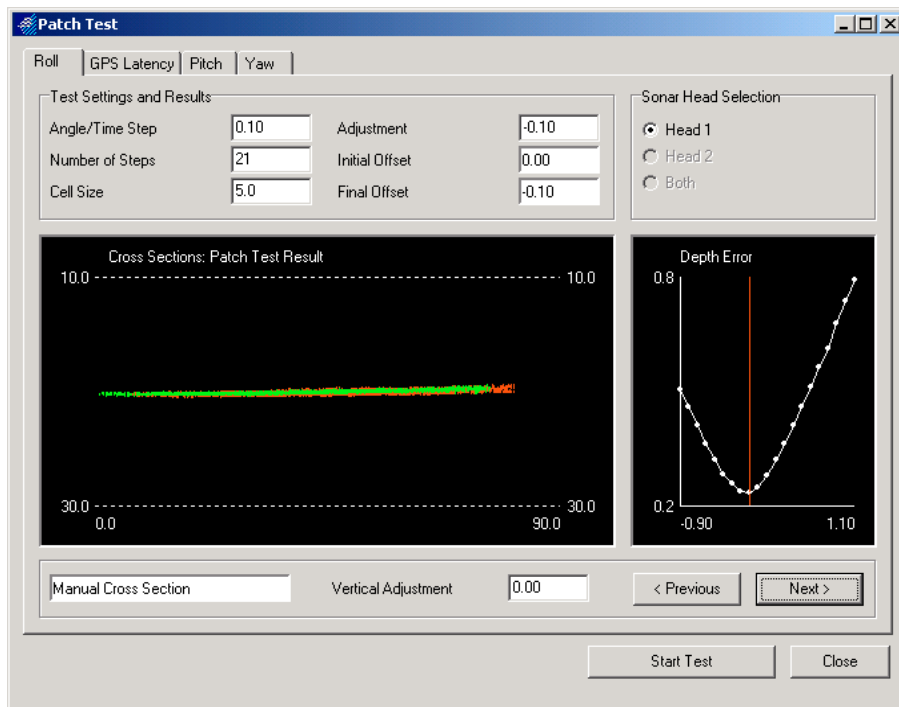 Patch Test
Roll GPS Latency Pitch Yaw
Test Settings and Results
Angle/Time Step 0.10 Adjustment -0.10
Number of Steps 21 Initial Offset 0.00
Cell Size 5.0 Final Offset -0.10
Sonar Head Selection
Head 1
Head 2
Both
Cross Sections: Patch Test Result
10.0 10.0
30.0 30.0
0.0 90.0
Depth Error
0.8
0.2
-0.90 1.10
Manual Cross Section Vertical Adjustment 0.00 < Previous Next >
Start Test Close